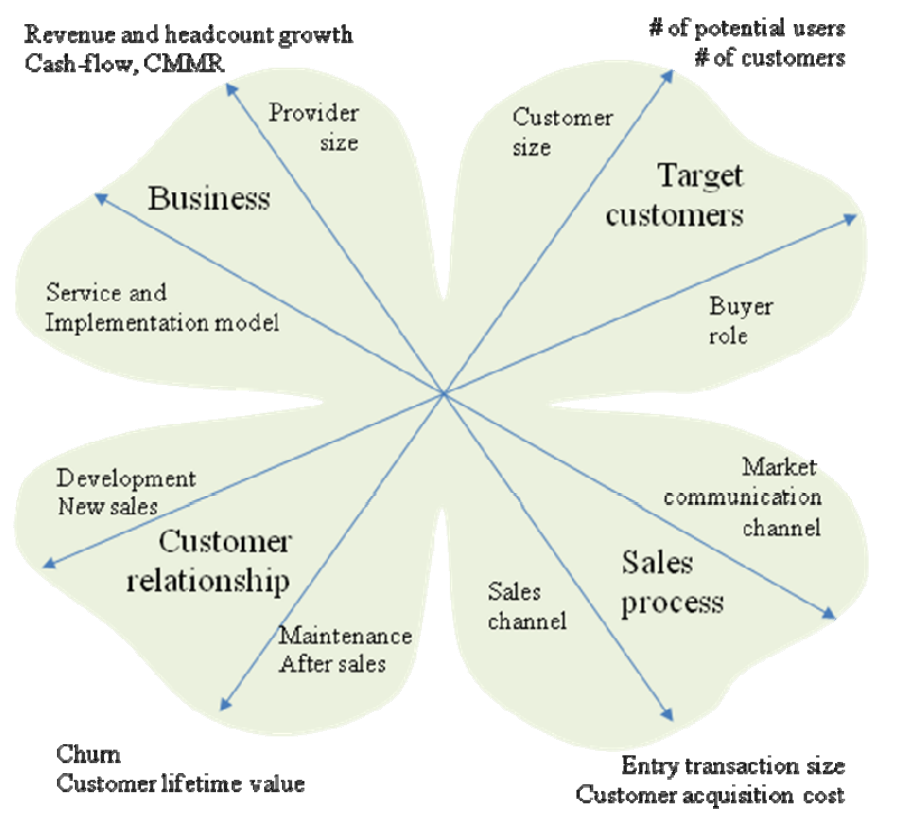 Revenue and headcount growth
Cash-flow, CMMR
# of potential users
# of customers
Provider
size
Customer
size
Business
Target
customers
Service and
Implementation model
Buyer
role
Development
New sales
Market
communication
channel
Customer
relationship
Sales
process
Sales
channel
Maintenance
After sales
Churn
Customer lifetime value
Entry transaction size
Customer acquisition cost